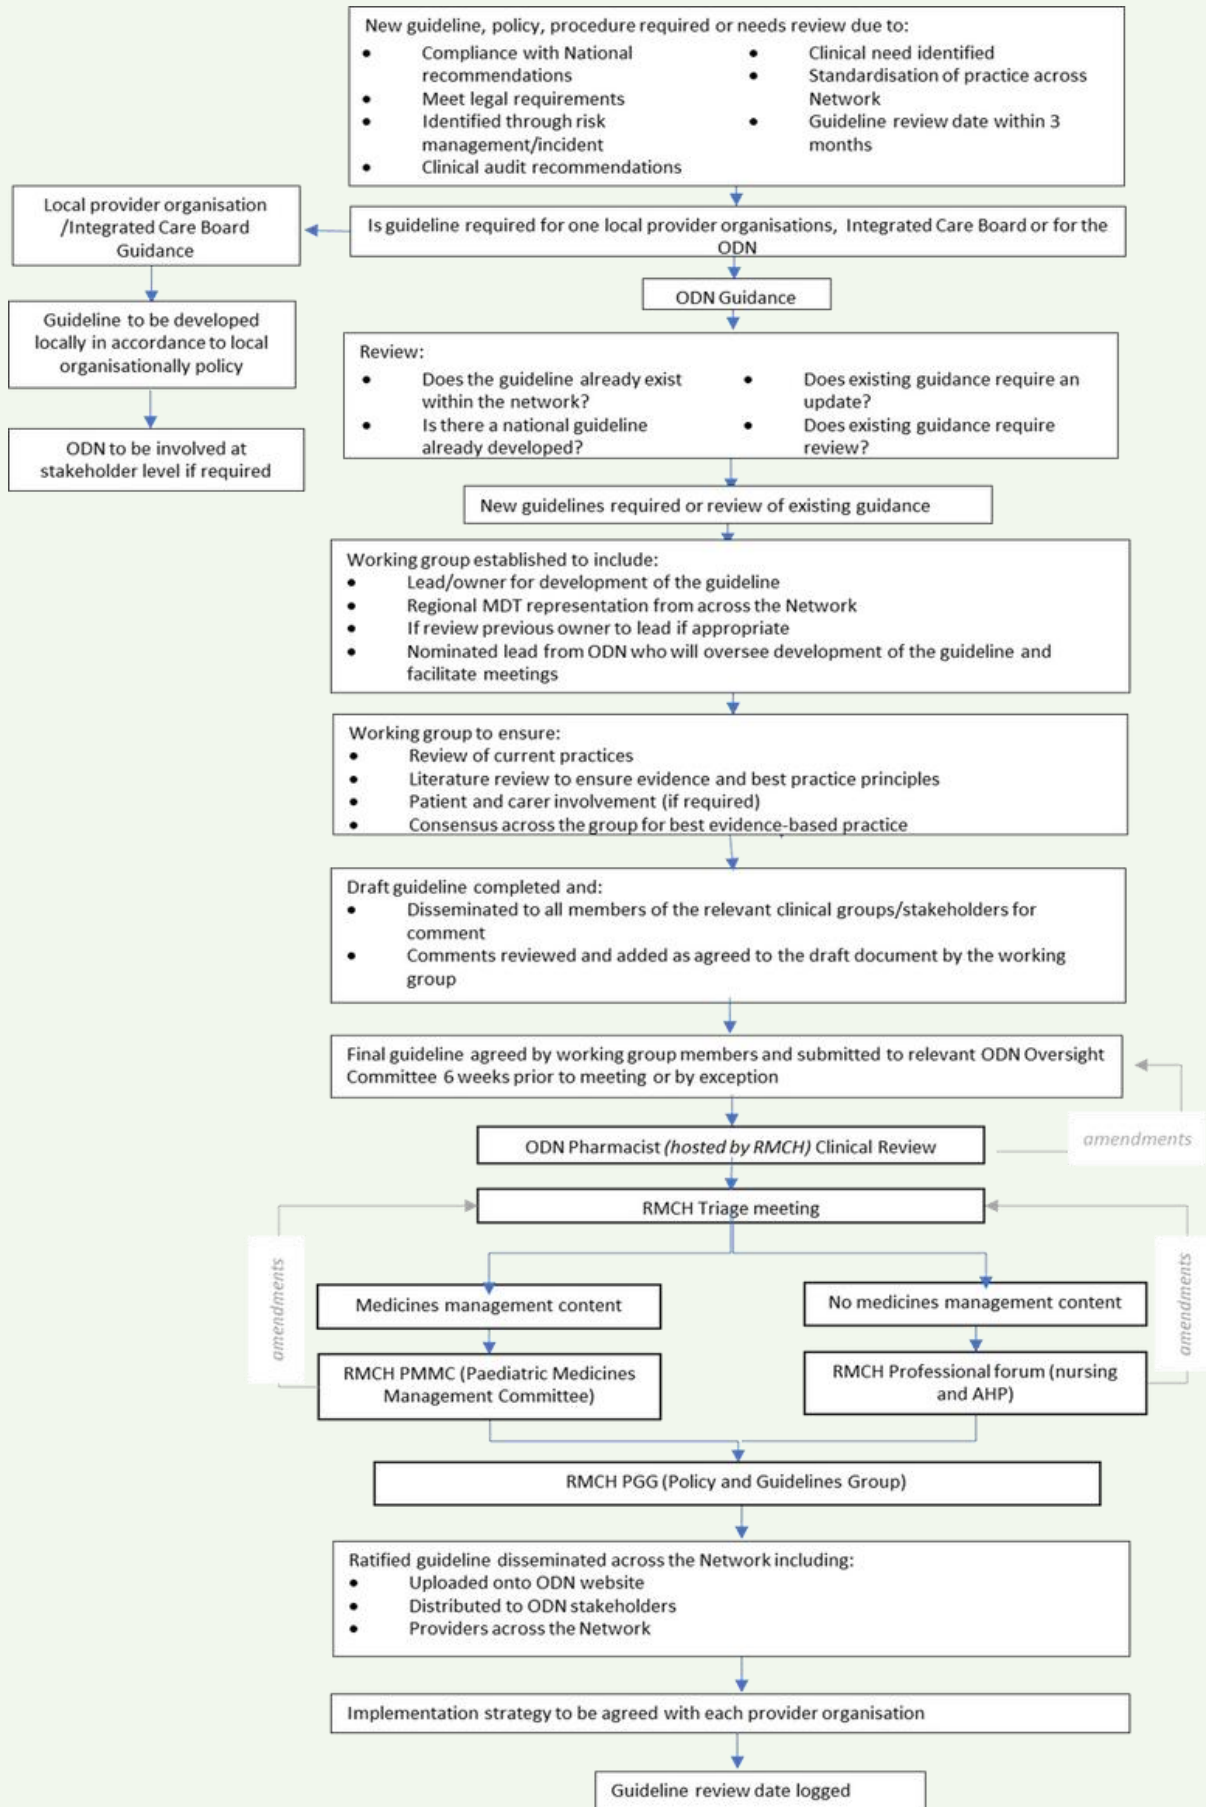 New guideline, policy, procedure required or needs review due to:
• Compliance with National
recommendations
• Meet legal requirements
• Identified through risk
management/incident
• Clinical audit recommendations
• Clinical need identified
• Standardisation of practice across
Network
• Guideline review date within 3
months
Local provider organisation
/Integrated Care Board
Guidance
Is guideline required for one local provider organisations, Integrated Care Board or for the
ODN
ODN Guidance
Guideline to be developed
locally in accordance to local
organisationally policy
ODN to be involved at
stakeholder level if required
Review:
• Does the guideline already exist
within the network?
• Is there a national guideline
already developed?
• Does existing guidance require an
update?
• Does existing guidance require
review?
New guidelines required or review of existing guidance
Working group established to include:
• Lead/owner for development of the guideline
• Regional MDT representation from across the Network
• If review previous owner to lead if appropriate
• Nominated lead from ODN who will oversee development of the guideline and
facilitate meetings
Working group to ensure:
• Review of current practices
• Literature review to ensure evidence and best practice principles
• Patient and carer involvement (if required)
• Consensus across the group for best evidence-based practice
Draft guideline completed and:
• Disseminated to all members of the relevant clinical groups/stakeholders for
comment
• Comments reviewed and added as agreed to the draft document by the working
group
Final guideline agreed by working group members and submitted to relevant ODN Oversight
Committee 6 weeks prior to meeting or by exception
amendments
ODN Pharmacist (hosted by RMCH) Clinical Review
RMCH Triage meeting
amendments
amendments
Medicines management content
No medicines management content
RMCH PMMC (Paediatric Medicines
Management Committee)
RMCH Professional forum (nursing
and AHP)
RMCH PGG (Policy and Guidelines Group)
Ratified guideline disseminated across the Network including:
• Uploaded onto ODN website
• Distributed to ODN stakeholders
• Providers across the Network
Implementation strategy to be agreed with each provider organisation
Guideline review date logged